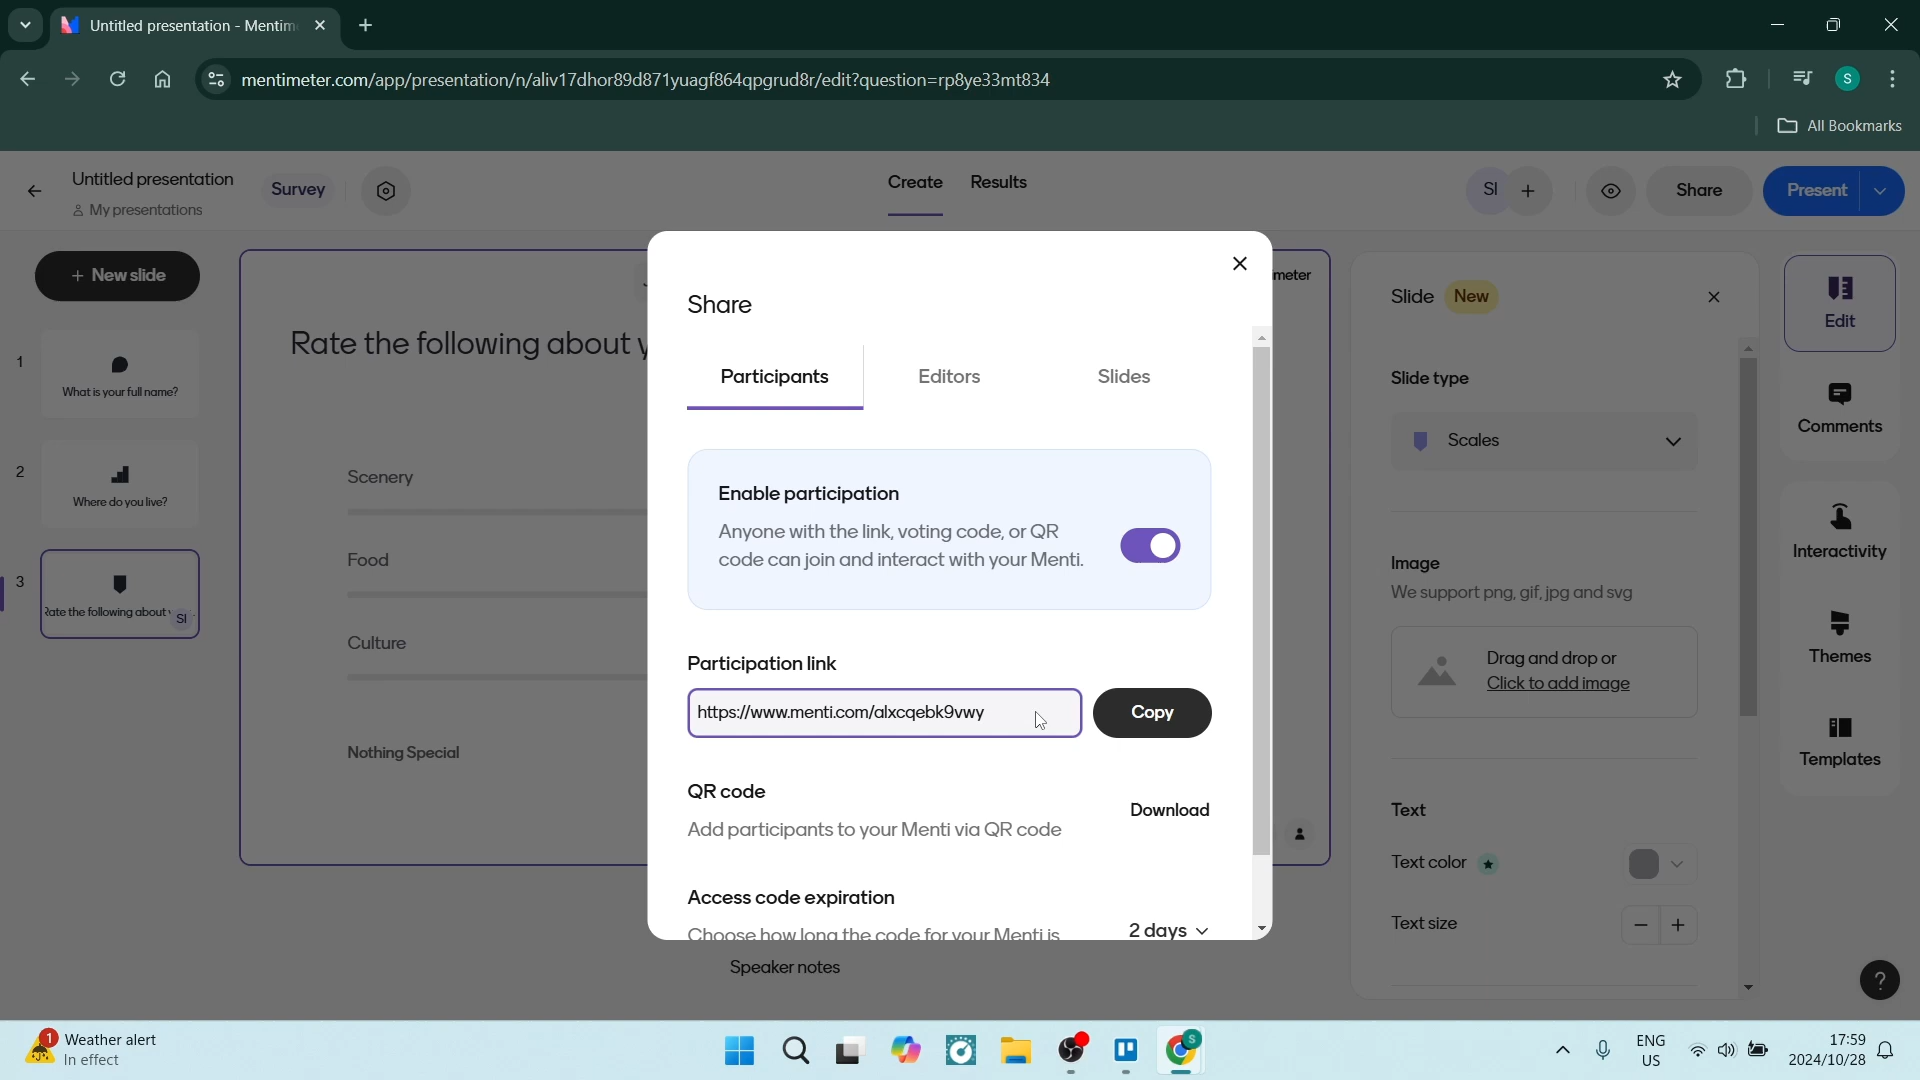 Untitled presentation - Mentim
mentimeter.com/app/presentation/n/aliv17dhor89d871yuagf864qpgrud8r/edit?question=rp8ye33mt834
S
All Bookmarks
Untitled presentation
My presentations
Survey
Create
Results
SI
Share
Present
+ New slide
1
What is your full name?
2
Where do you live?
3
Rate the following about
SI
Rate the following about y
Scenery
Food
Culture
Nothing Special
imeter
Speaker notes
Share
Participants
Editors
Slides
Enable participation
Anyone with the link, voting code, or QR
code can join and interact with your Menti.
Participation link
https://www.menti.com/alxcqebk9vwy
Copy
QR code
Add participants to your Menti via QR code
Download
Access code expiration
Choose how long the code for your Menti is
2 days
Slide New
Slide type
Scales
Image
We support png, gif, jpg and svg
Drag and drop or
Click to add image
Text
Text color
Text size
Edit
Comments
Interactivity
Themes
Templates
?
1
Weather alert
In effect
S
ENG
US
17:59
2024/10/28